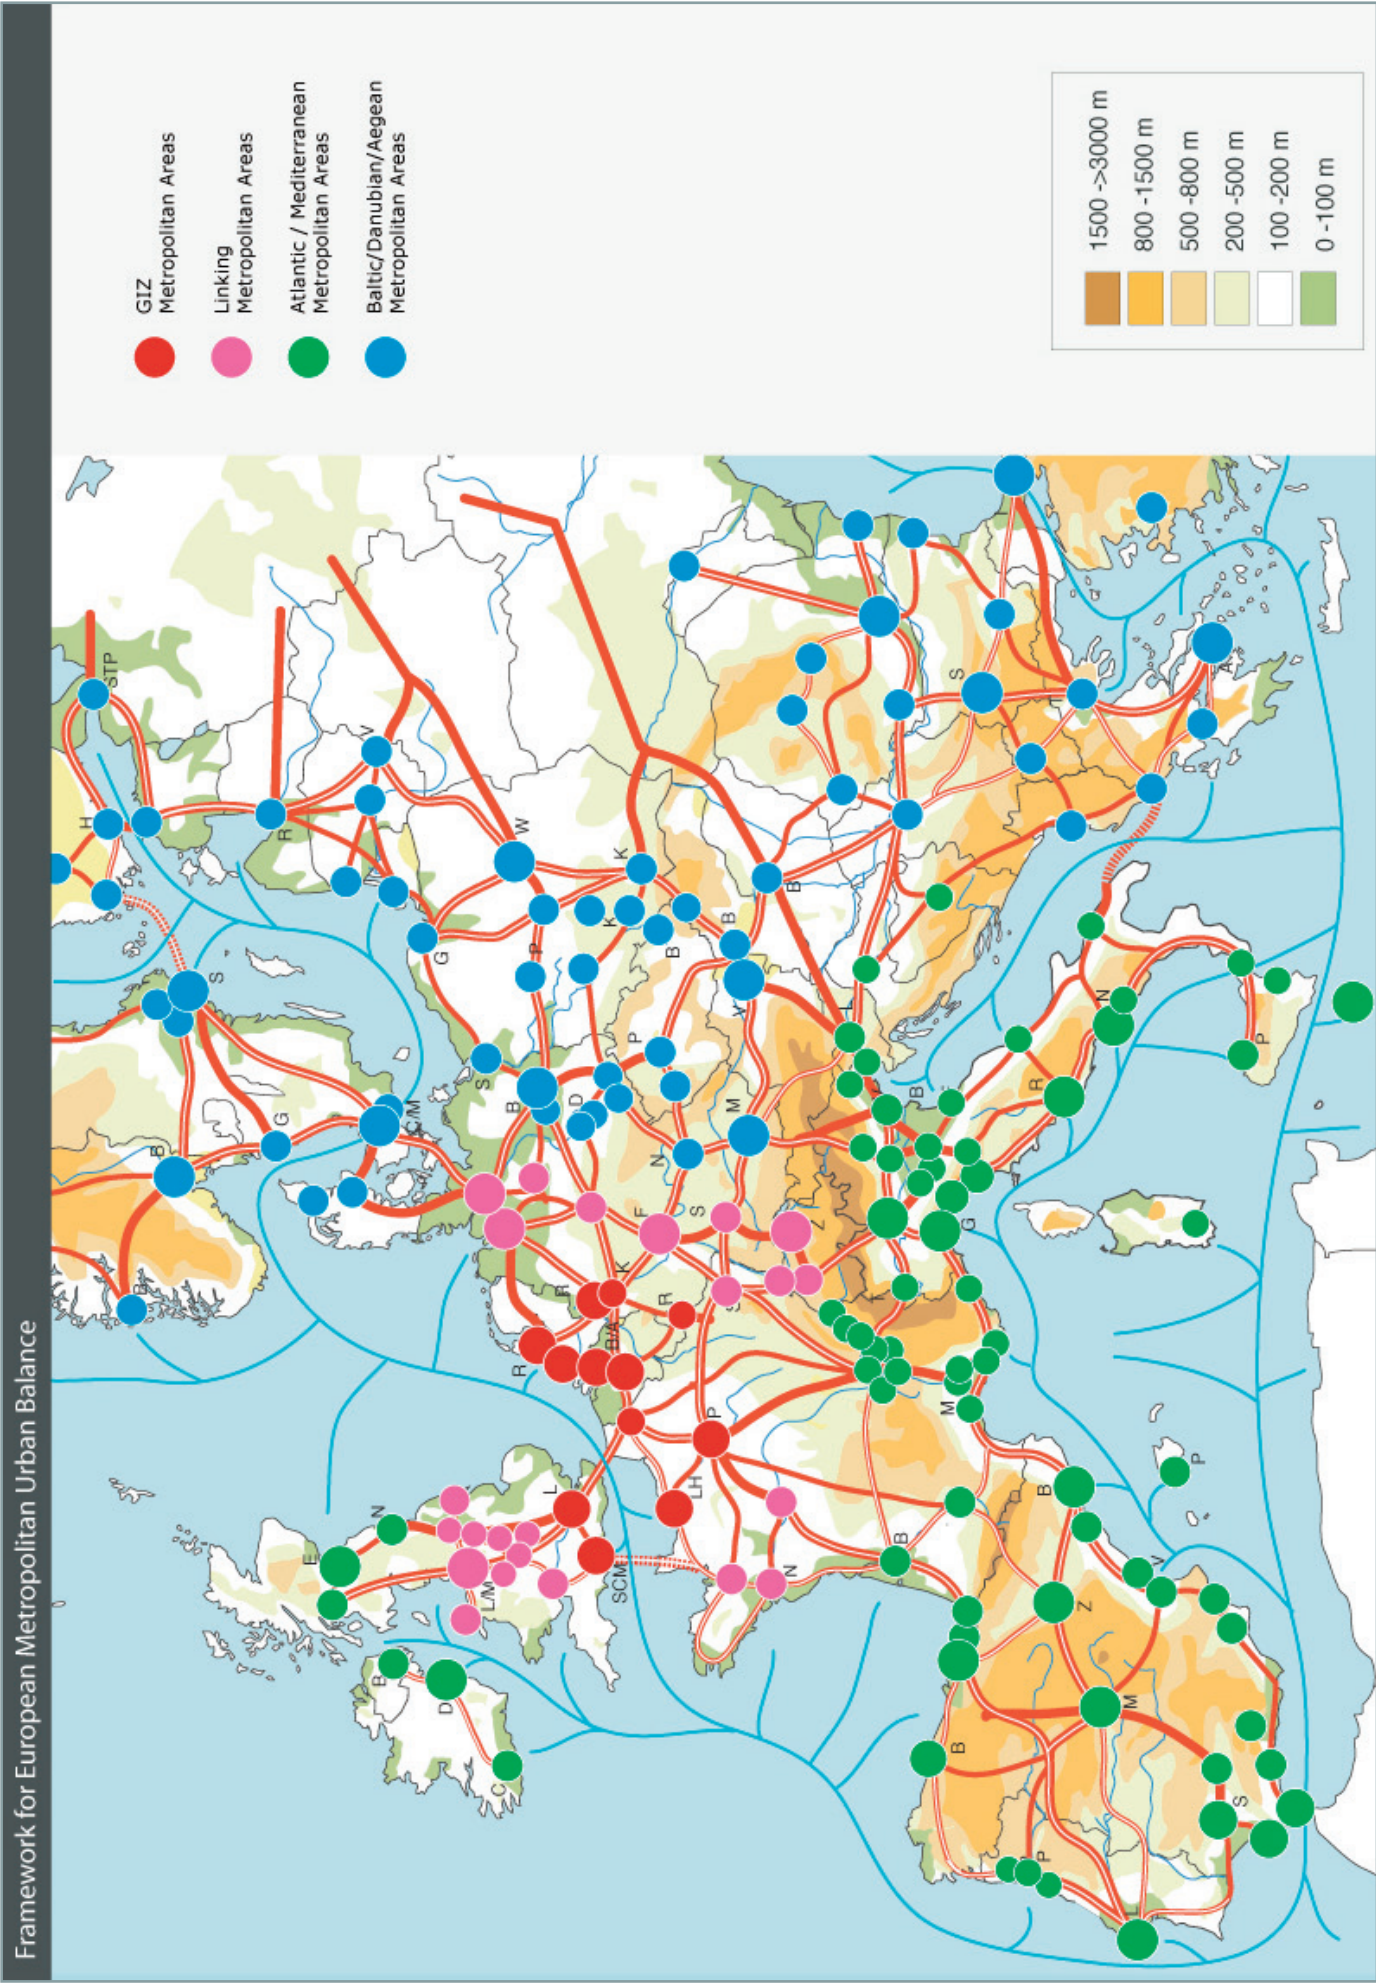 Framework for European Metropolitan Urban Balance
GIZ
Metropolitan Areas
Linking
Metropolitan Areas
Atlantic / Mediterranean
Metropolitan Areas
Baltic/Danubian/Aegean
Metropolitan Areas
1500 ->3000 m
800 -1500 m
500 -800 m
200 -500 m
100 -200 m
0 -100 m
STP
H
S
R
V
G
W
K
B
C/M
G
S
B
P
K
B
B
V
B
D
P
N
M
F
S
Z
R
K
B/A
R
P
LH
L
SCM
L/M
N
E
B
D
C
N
B
M
B
Z
V
M
B
P
S
P
G
B
R
N
P
L
S
A